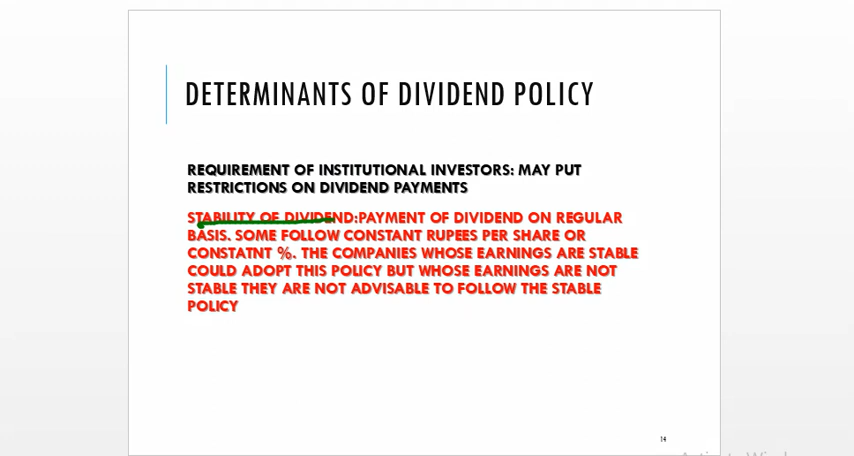 DETERMINANTS OF DIVIDEND POLICY
REQUIREMENT OF INSTITUTIONAL INVESTORS: MAY PUT
RESTRICTIONS ON DIVIDEND PAYMENTS
STABILITY OF DIVIDEND:PAYMENT OF DIVIDEND ON REGULAR
BASIS. SOME FOLLOW CONSTANT RUPEES PER SHARE OR
CONSTATNT %. THE COMPANIES WHOSE EARNINGS ARE STABLE
COULD ADOPT THIS POLICY BUT WHOSE EARNINGS ARE NOT
STABLE THEY ARE NOT ADVISABLE TO FOLLOW THE STABLE
POLICY
14